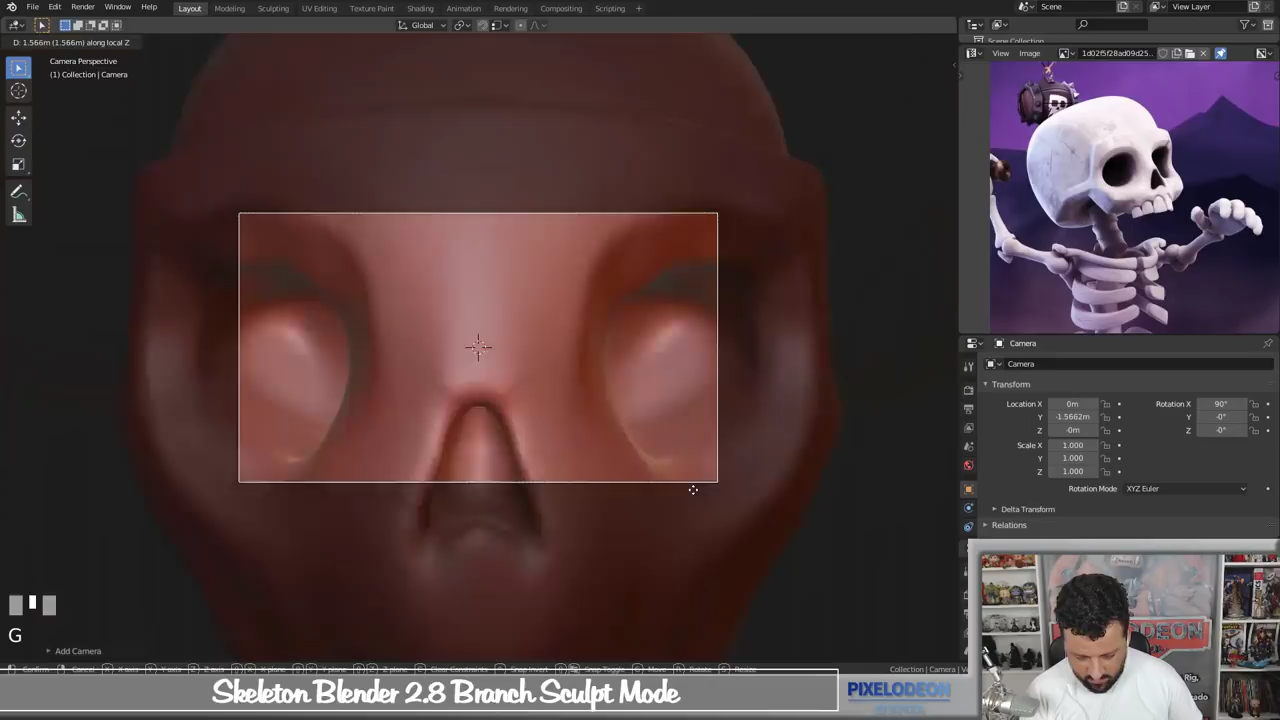 File Edit Render Window Help Layout Modeling Sculpting UV Editing Texture Paint Shading Animation Rendering Compositing Scripting + Scene View Layer
Global
D: 1.566m (1.566m) along local Z
View Image 1d02f5f28ad09d25...
Camera Perspective
(1) Collection | Camera
Camera
Camera
Transform
Location X 0m Rotation X 90°
Y -1.5662m Y -0°
Z -0m Z -0°
Scale X 1.000
Y 1.000
Z 1.000
Rotation Mode XYZ Euler
Delta Transform
Relations
G
Add Camera
Collection | Camera
Skeleton Blender 2.8 Branch Sculpt Mode
PIXELODEON